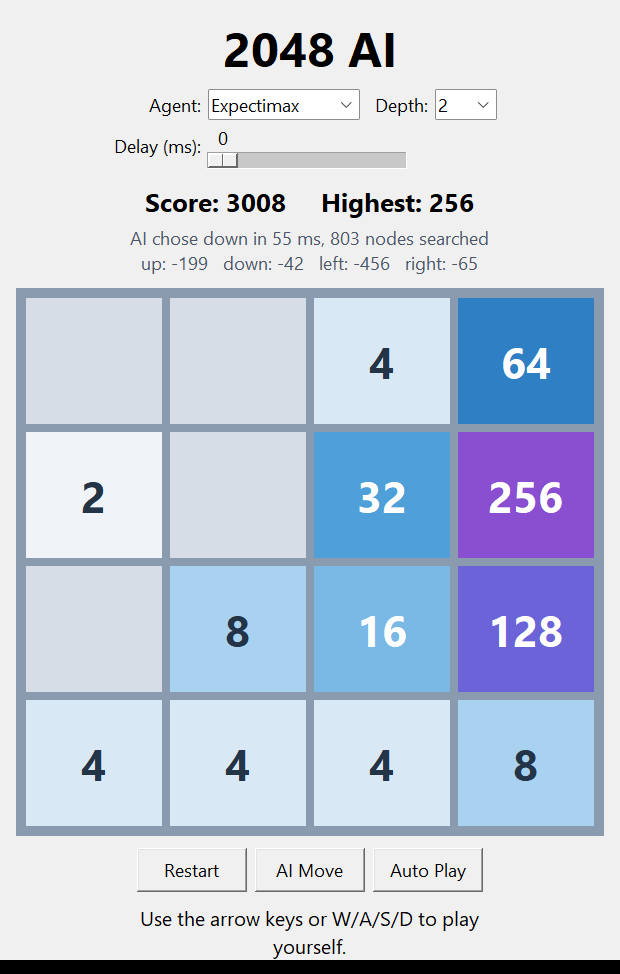 2048 AI
Agent: Expectimax Depth: 2
0
Delay (ms):
Score: 3008 Highest: 256
AI chose down in 55 ms, 803 nodes searched
up: -199 down: -42 left: -456 right: -65
4 64
2 32 256
8 16 128
4 4 4 8
Restart AI Move Auto Play
Use the arrow keys or W/A/S/D to play
yourself.